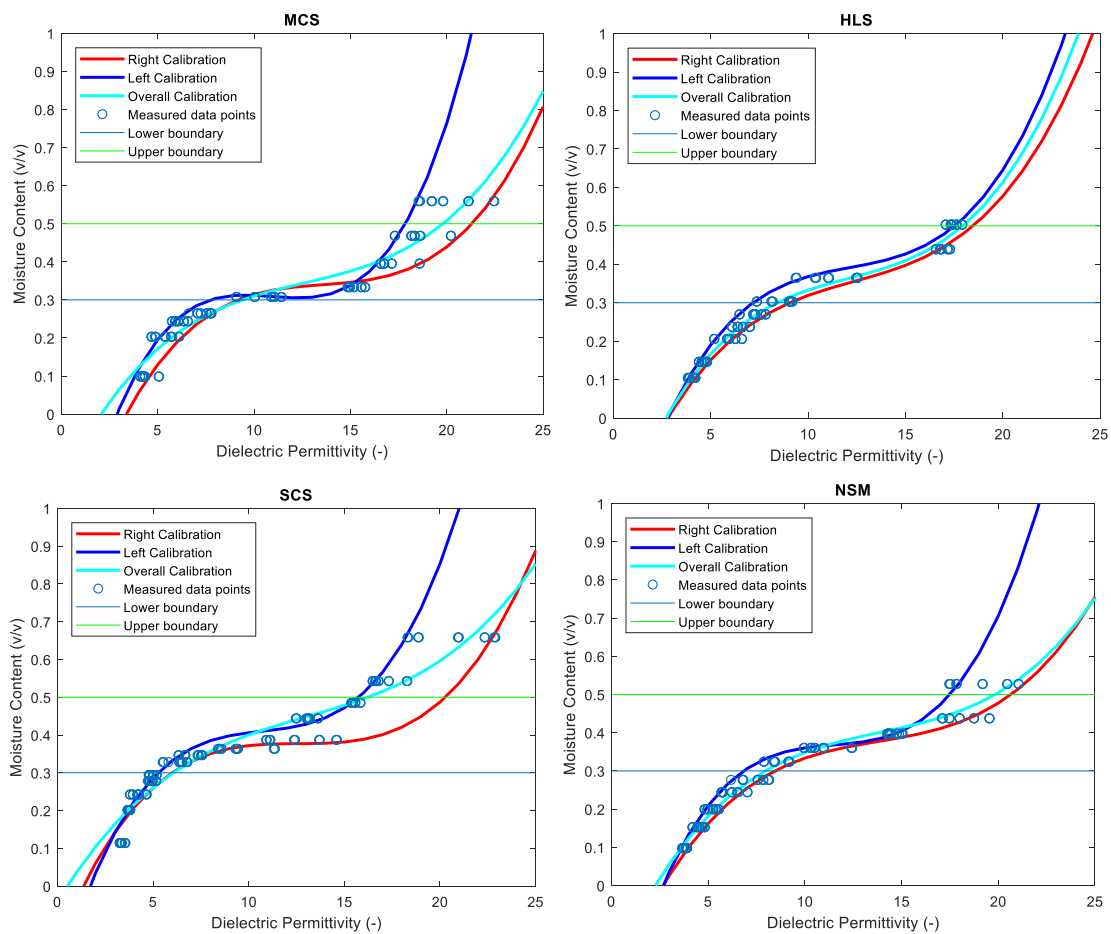 MCS
1
0.9
0.8
0.7
0.6
0.5
0.4
0.3
0.2
0.1
0
Moisture Content (v/v)
Right Calibration
Left Calibration
Overall Calibration
Measured data points
Lower boundary
Upper boundary
0 5 10 15 20 25
Dielectric Permittivity (-)
HLS
1
0.9
0.8
0.7
0.6
0.5
0.4
0.3
0.2
0.1
0
Moisture Content (v/v)
Right Calibration
Left Calibration
Overall Calibration
Measured data points
Lower boundary
Upper boundary
0 5 10 15 20 25
Dielectric Permittivity (-)
SCS
1
0.9
0.8
0.7
0.6
0.5
0.4
0.3
0.2
0.1
0
Moisture Content (v/v)
Right Calibration
Left Calibration
Overall Calibration
Measured data points
Lower boundary
Upper boundary
0 5 10 15 20 25
Dielectric Permittivity (-)
NSM
1
0.9
0.8
0.7
0.6
0.5
0.4
0.3
0.2
0.1
0
Moisture Content (v/v)
Right Calibration
Left Calibration
Overall Calibration
Measured data points
Lower boundary
Upper boundary
0 5 10 15 20 25
Dielectric Permittivity (-)